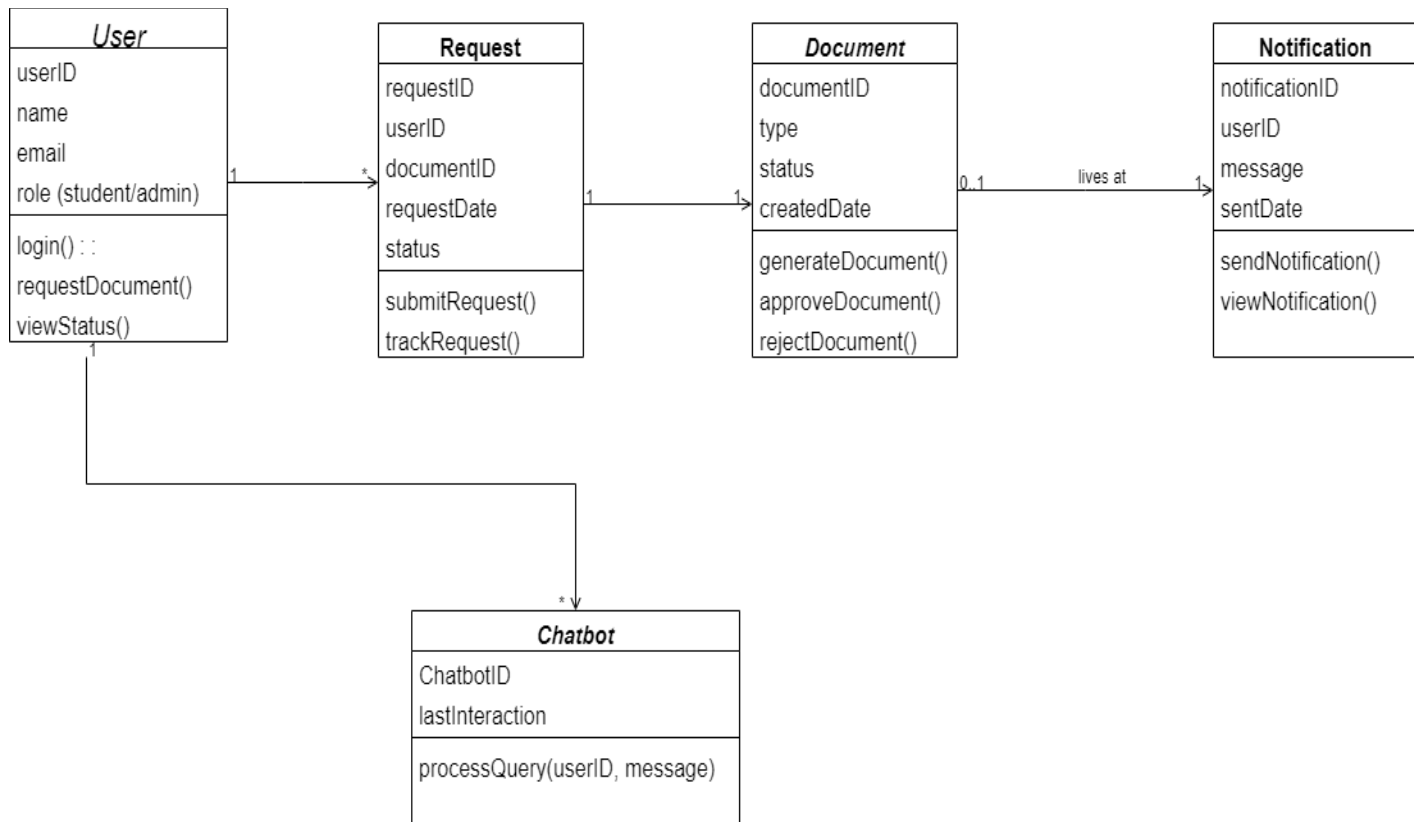 User
userID
name
email
role (student/admin)
login() : :
requestDocument()
viewStatus()
1
*
Request
requestID
userID
documentID
requestDate
status
submitRequest()
trackRequest()
1
1
Document
documentID
type
status
createdDate
generateDocument()
approveDocument()
rejectDocument()
0..1
lives at
1
Notification
notificationID
userID
message
sentDate
sendNotification()
viewNotification()
1
*
Chatbot
ChatbotID
lastInteraction
processQuery(userID, message)